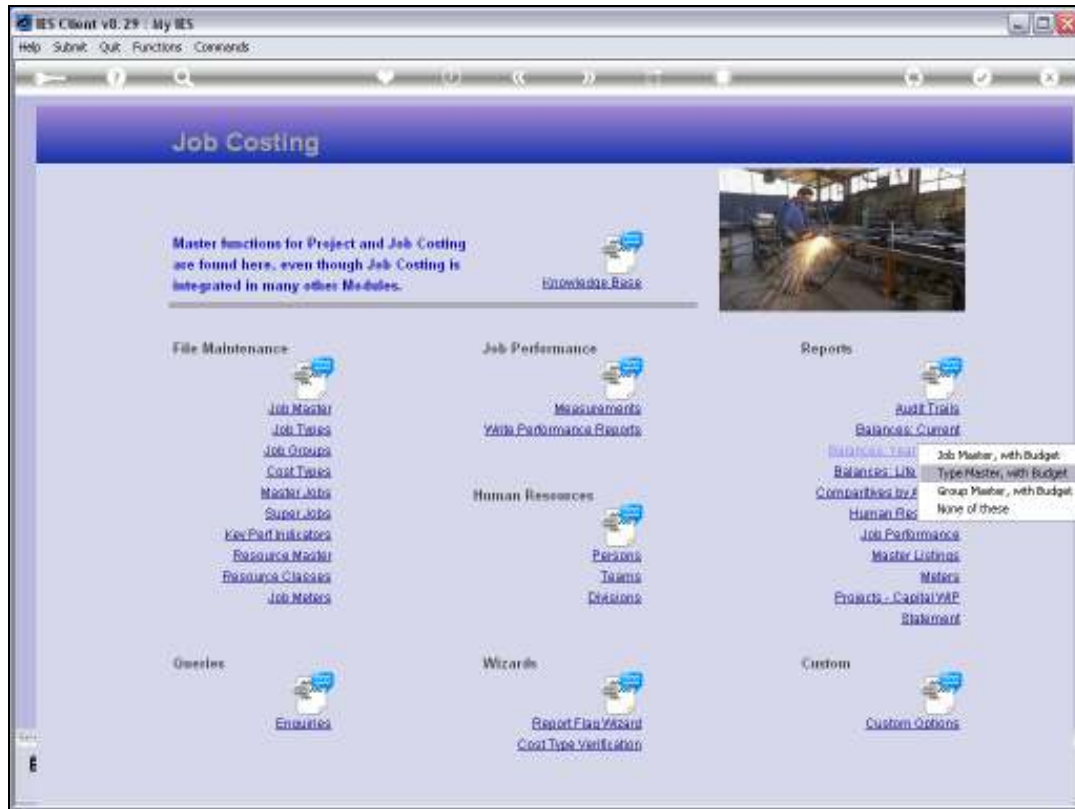 IES Client v8.29 : My IES
Help Submit Quit Functions Commands
Job Costing
Master functions for Project and Job Costing
are found here, even though Job Costing is
integrated in many other Modules.
Knowledge Base
File Maintenance
Job Master
Job Types
Job Groups
Cost Types
Master Jobs
Super Jobs
Key Perf Indicators
Resource Master
Resource Classes
Job Meters
Job Performance
Measurements
Write Performance Reports
Human Resources
Persons
Teams
Divisions
Reports
Audit Trails
Balances: Current
Balances: Year
Balances: Life
Comparitives by
Human Res
Job Performance
Master Listings
Meters
Projects - Capital WIP
Statement
Job Master, with Budget
Type Master, with Budget
Group Master, with Budget
None of these
Queries
Enquiries
Wizards
Report Flag Wizard
Cost Type Verification
Custom
Custom Options